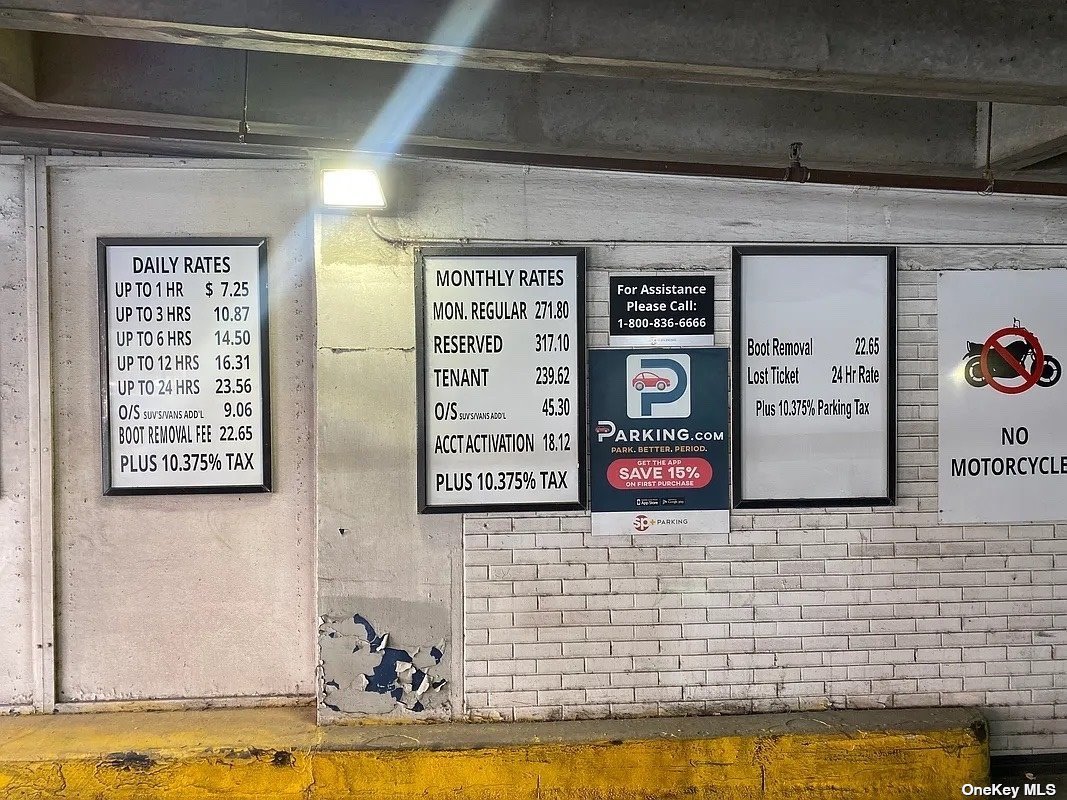 DAILY RATES
UP TO 1 HR $ 7.25
UP TO 3 HRS 10.87
UP TO 6 HRS 14.50
UP TO 12 HRS 16.31
UP TO 24 HRS 23.56
O/S SUV'S/VANS ADD'L 9.06
BOOT REMOVAL FEE 22.65
PLUS 10.375% TAX
MONTHLY RATES
MON. REGULAR 271.80
RESERVED 317.10
TENANT 239.62
O/S SUV'S/VANS ADD'L 45.30
ACCT ACTIVATION 18.12
PLUS 10.375% TAX
For Assistance
Please Call:
1-800-836-6666
P
PARKING.COM
PARK. BETTER. PERIOD.
GET THE APP
SAVE 15%
ON FIRST PURCHASE
App Store Google play
sp+ PARKING
Boot Removal 22.65
Lost Ticket 24 Hr Rate
Plus 10.375% Parking Tax
NO
MOTORCYCLE
OneKey MLS